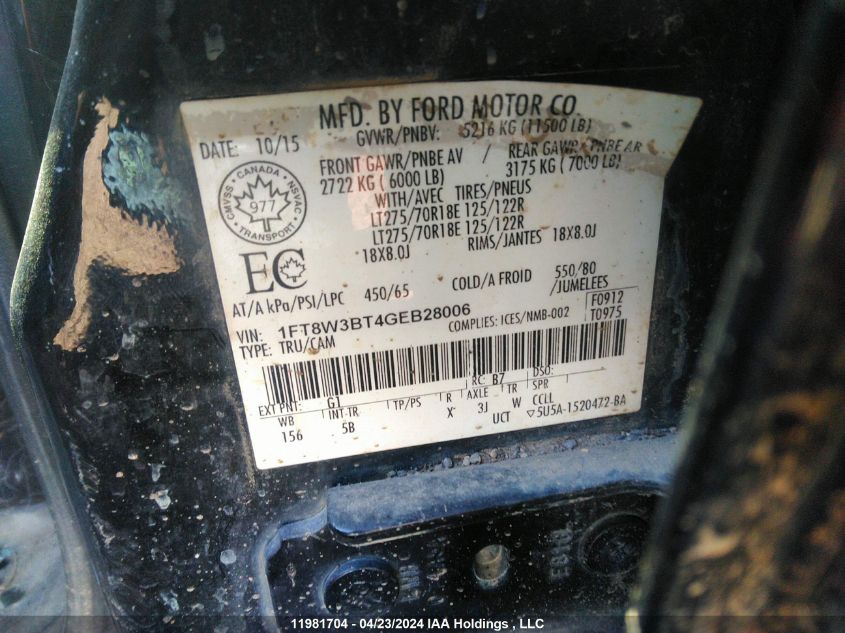 MFD. BY FORD MOTOR CO.
DATE: 10/15 GVWR/PNBV: 5216 KG (11500 LB)
FRONT GAWR/PNBE AV / REAR GAWR/PNBE AR
2722 KG ( 6000 LB) 3175 KG ( 7000 LB)
WITH/AVEC TIRES/PNEUS
LT275/70R18E 125/122R
LT275/70R18E 125/122R
RIMS/JANTES 18X8.0J
18X8.0J
CANADA
CMVSS NSVAC
977
TRANSPORT
EC
AT/A kPa/PSI/LPC 450/65 COLD/A FROID 550/80
/JUMELEES
VIN: 1FT8W3BT4GEB28006 F0912
COMPLIES: ICES/NMB-002 T0975
TYPE: TRU/CAM
EXT PNT: G1 RC: B7 DSO:
WB INT-TR TP/PS R AXLE TR SPR
156 5B X 3J W CCLL
UCT ▽5U5A-1520472-BA
11981704 - 04/23/2024 IAA Holdings , LLC